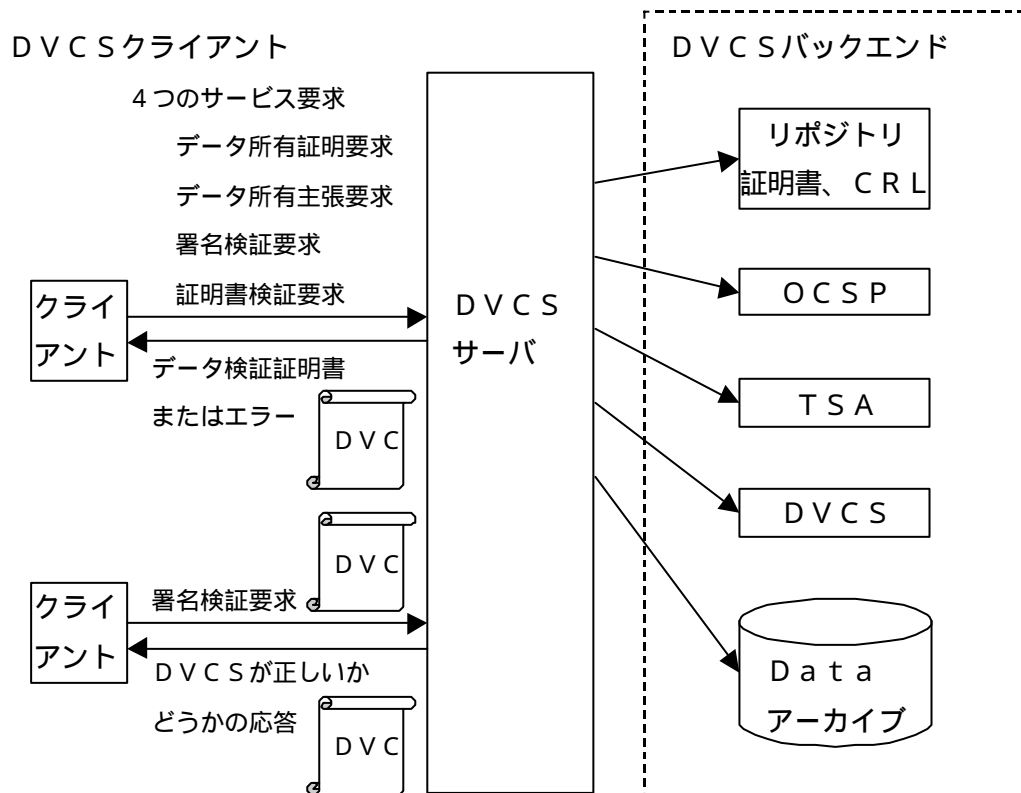 ＤＶＣＳクライアント
４つのサービス要求
データ所有証明要求
データ所有主張要求
署名検証要求
証明書検証要求
クライ
アント
データ検証証明書
またはエラー
ＤＶＣ
ＤＶＣ
クライ
アント
署名検証要求
ＤＶＣＳが正しいか
どうかの応答
ＤＶＣ
ＤＶＣＳ
サーバ
ＤＶＣＳバックエンド
リポジトリ
証明書、ＣＲＬ
ＯＣＳＰ
ＴＳＡ
ＤＶＣＳ
Ｄａｔａ
アーカイブ